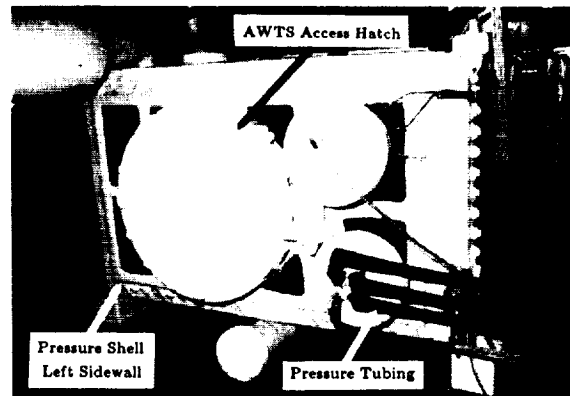 AWTS Access Hatch
Pressure Shell
Left Sidewall
Pressure Tubing